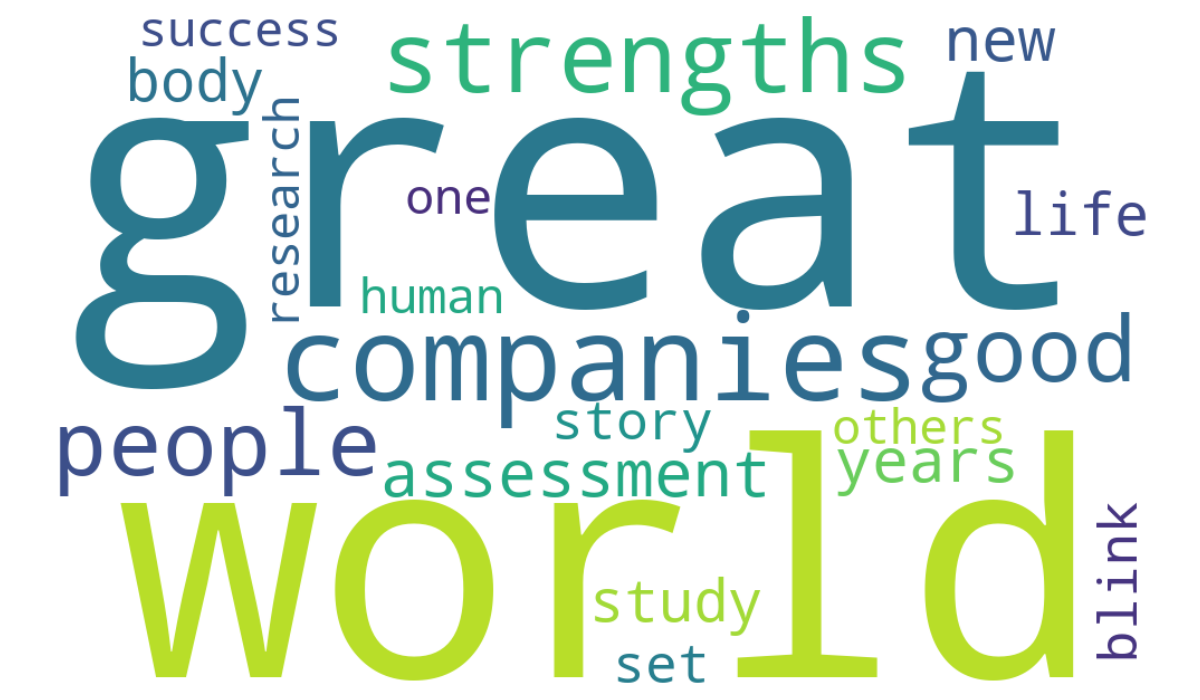 success
strengths
new
body
great
research
one
life
human
companies
good
people
story
others
assessment
years
world
blink
study
set